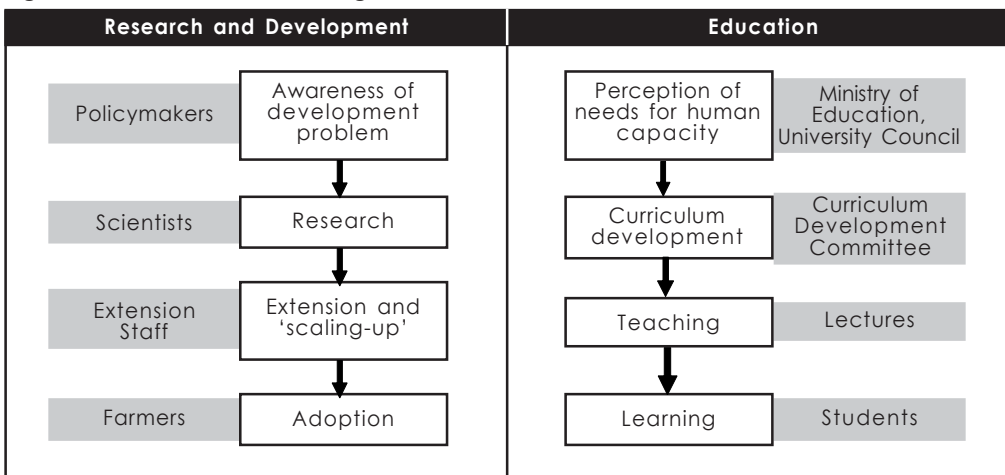 Research and Development
Education
Policymakers
Awareness of
development
problem
Scientists
Research
Extension
Staff
Extension and
‘scaling-up’
Farmers
Adoption
Perception of
needs for human
capacity
Ministry of
Education,
University Council
Curriculum
development
Curriculum
Development
Committee
Teaching
Lectures
Learning
Students